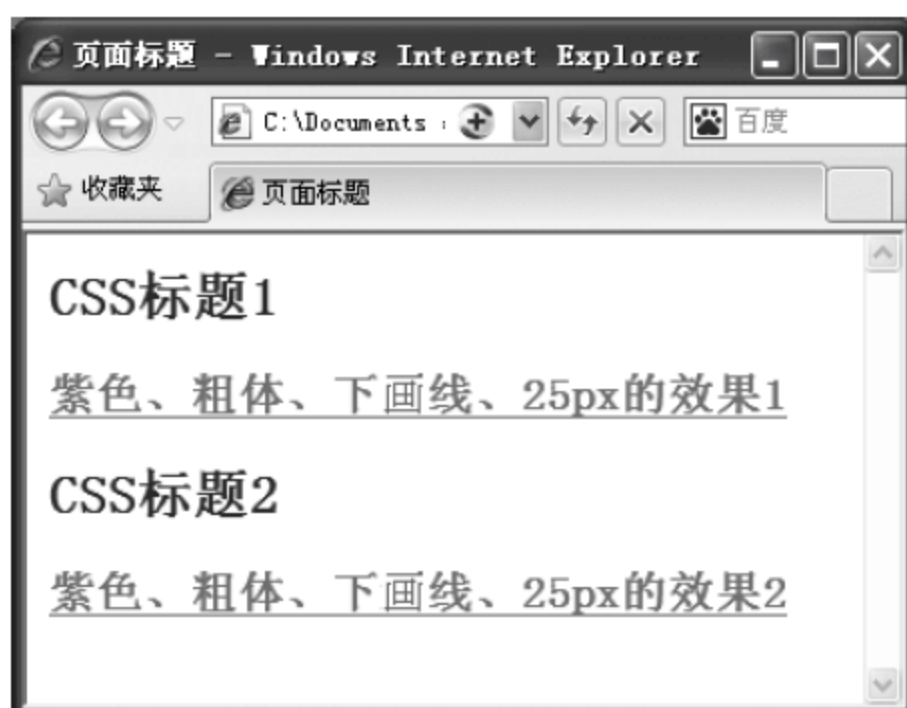 页面标题 - Windows Internet Explorer
C:\Documents
百度
收藏夹
页面标题
CSS标题1
紫色、粗体、下画线、25px的效果1
CSS标题2
紫色、粗体、下画线、25px的效果2